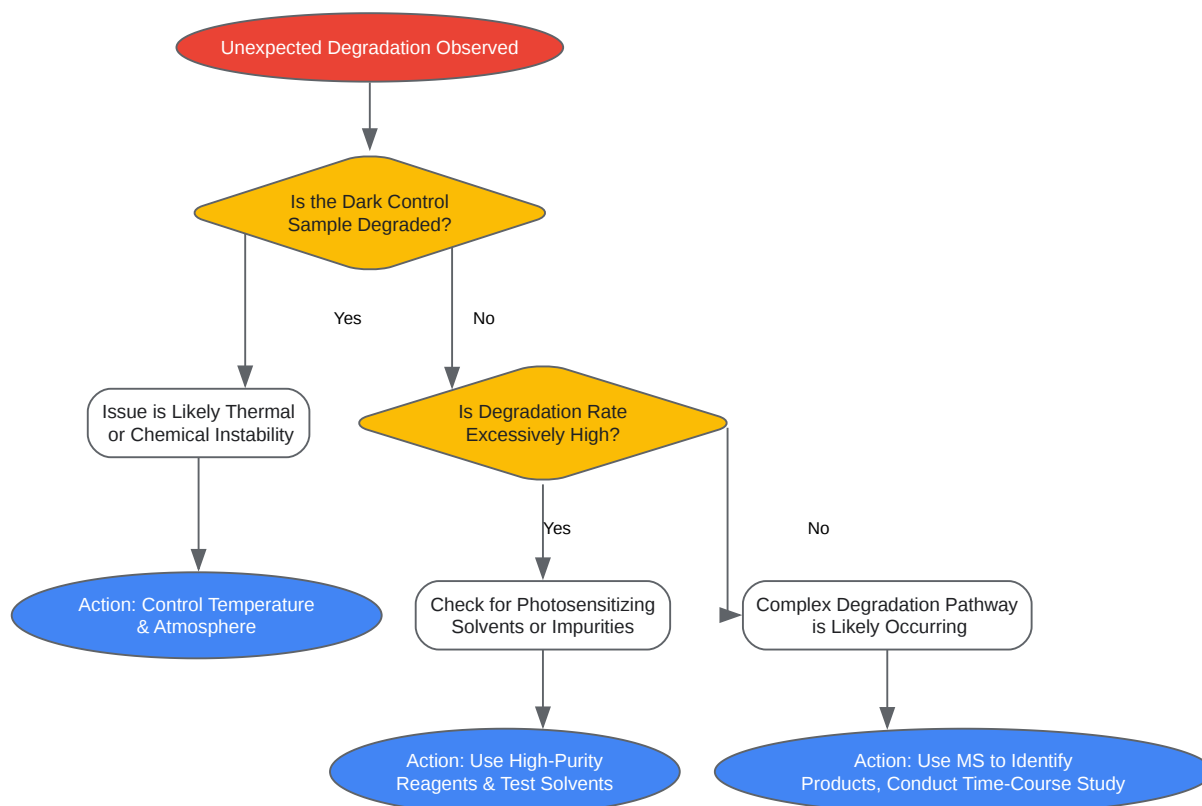 Unexpected Degradation Observed
Is the Dark Control
Sample Degraded?
Yes
No
Issue is Likely Thermal
or Chemical Instability
Is Degradation Rate
Excessively High?
Yes
No
Action: Control Temperature
& Atmosphere
Check for Photosensitizing
Solvents or Impurities
Complex Degradation Pathway
is Likely Occurring
Action: Use High-Purity
Reagents & Test Solvents
Action: Use MS to Identify
Products, Conduct Time-Course Study